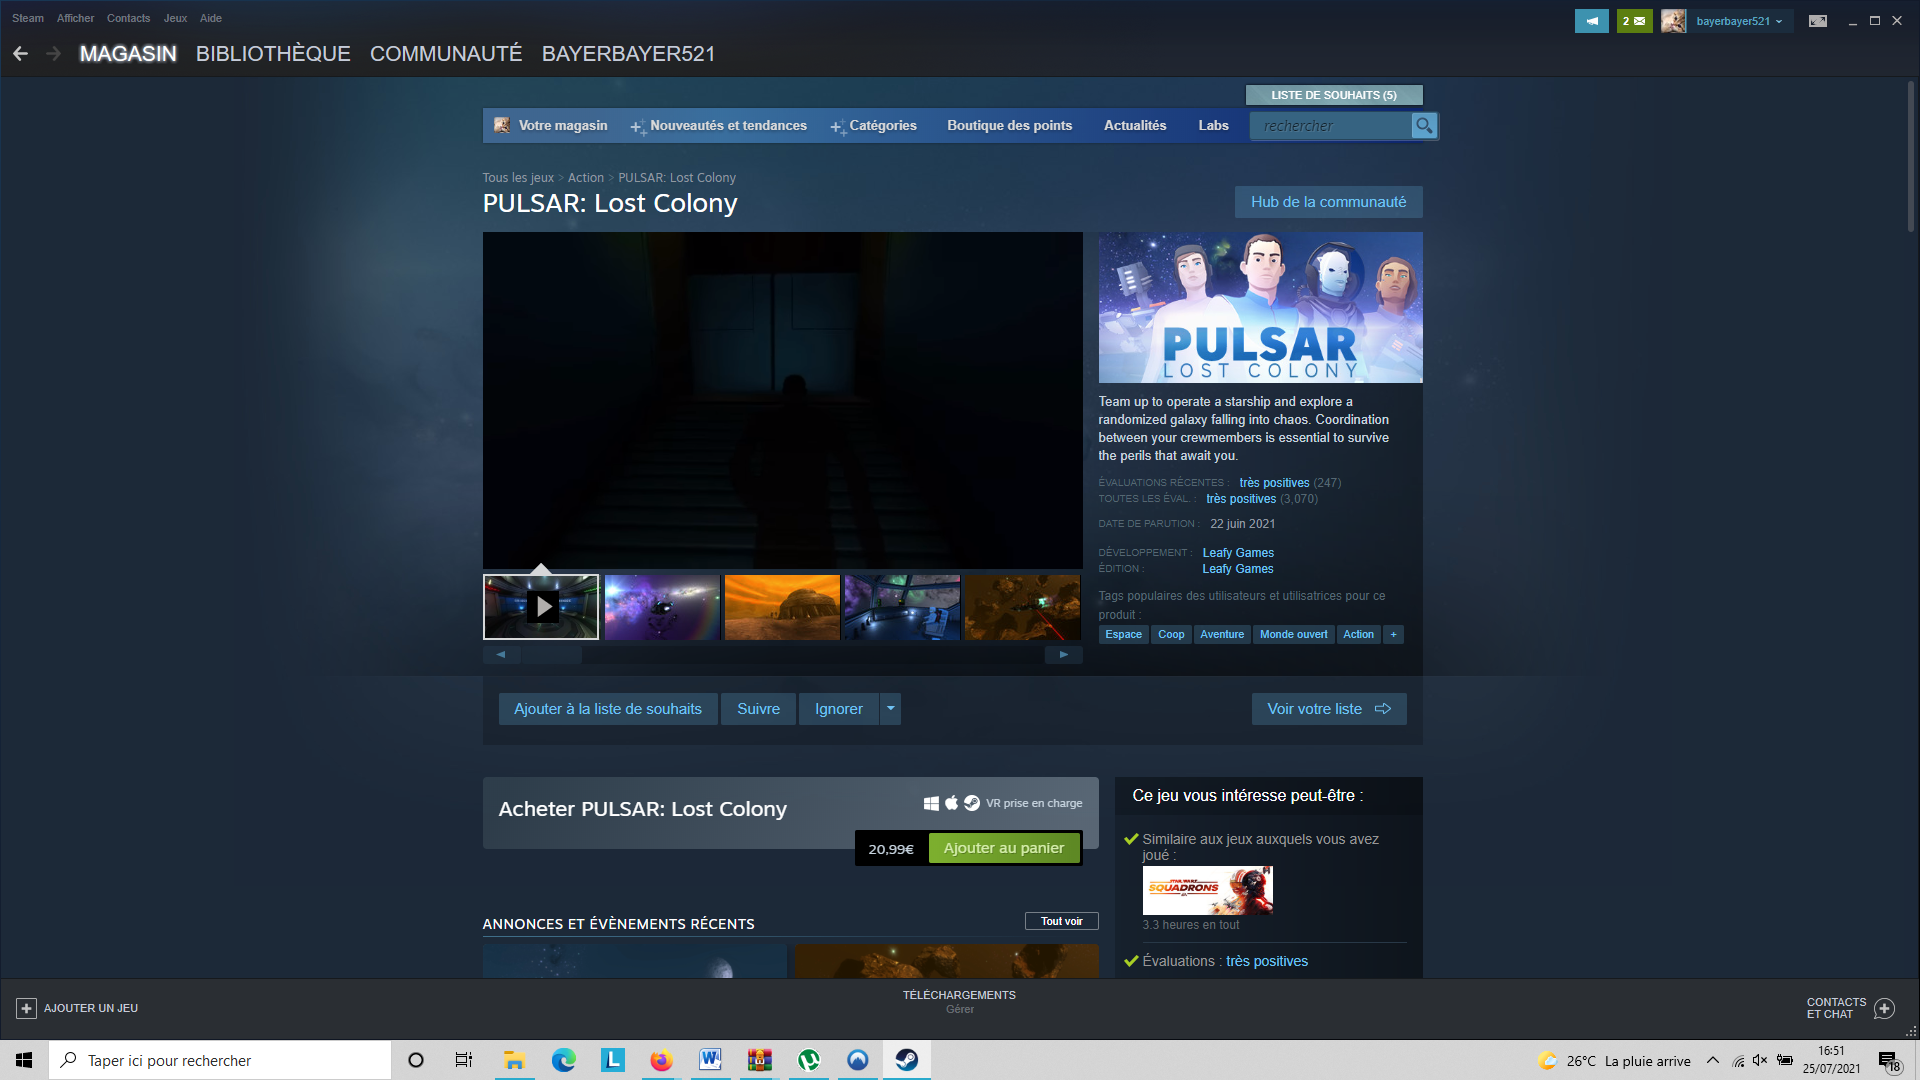 Steam Afficher Contacts Jeux Aide
2
bayerbayer521
MAGASIN BIBLIOTHÈQUE COMMUNAUTÉ BAYERBAYER521
LISTE DE SOUHAITS (5)
Votre magasin Nouveautés et tendances Catégories Boutique des points Actualités Labs rechercher
Tous les jeux > Action > PULSAR: Lost Colony
PULSAR: Lost Colony
Hub de la communauté
PULSAR
LOST COLONY
Team up to operate a starship and explore a
randomized galaxy falling into chaos. Coordination
between your crewmembers is essential to survive
the perils that await you.
ÉVALUATIONS RÉCENTES : très positives (247)
TOUTES LES ÉVAL. : très positives (3,070)
DATE DE PARUTION : 22 juin 2021
DÉVELOPPEMENT : Leafy Games
ÉDITION : Leafy Games
Tags populaires des utilisateurs et utilisatrices pour ce
produit :
Espace Coop Aventure Monde ouvert Action +
Ajouter à la liste de souhaits Suivre Ignorer
Voir votre liste
Acheter PULSAR: Lost Colony
VR prise en charge
20,99€ Ajouter au panier
Ce jeu vous intéresse peut-être :
Similaire aux jeux auxquels vous avez
joué :
STAR WARS
SQUADRONS
3.3 heures en tout
Évaluations : très positives
ANNONCES ET ÉVÈNEMENTS RÉCENTS
Tout voir
AJOUTER UN JEU
TÉLÉCHARGEMENTS
Gérer
CONTACTS
ET CHAT
Taper ici pour rechercher
26°C La pluie arrive
16:51
25/07/2021
18